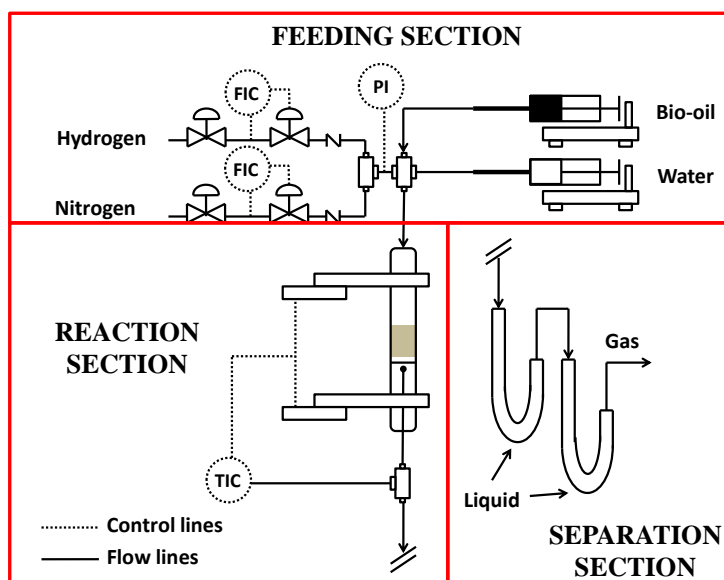 FEEDING SECTION
FIC
PI
Hydrogen
Bio-oil
FIC
Water
Nitrogen
REACTION
SECTION
Gas
TIC
Liquid
Control lines
Flow lines
SEPARATION
SECTION